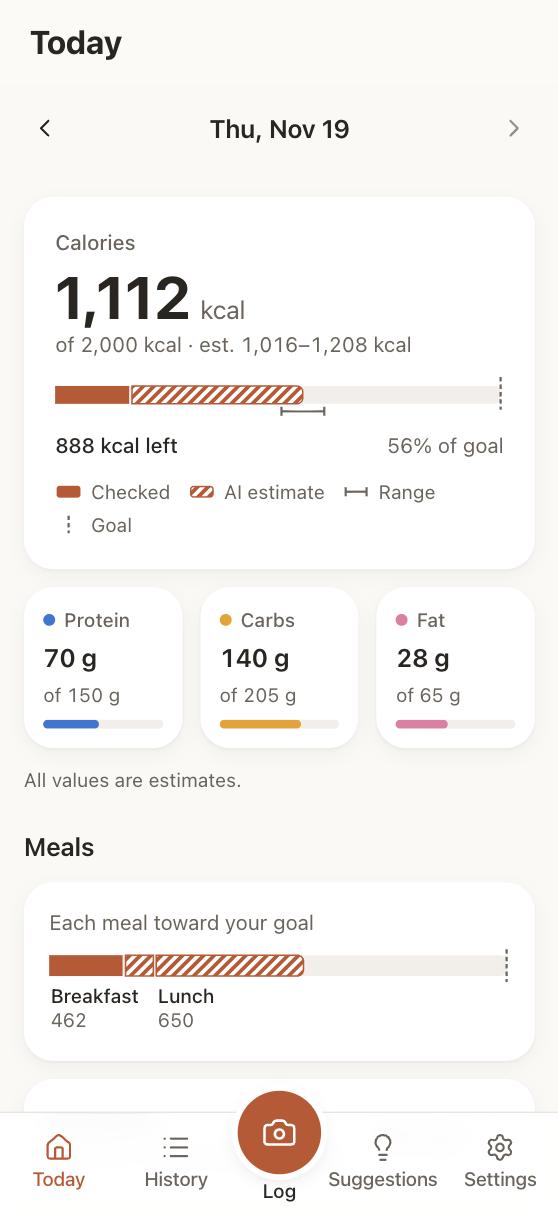 Today
Thu, Nov 19
Calories
1,112 kcal
of 2,000 kcal · est. 1,016–1,208 kcal
888 kcal left 56% of goal
Checked AI estimate Range
Goal
Protein Carbs Fat
70 g 140 g 28 g
of 150 g of 205 g of 65 g
All values are estimates.
Meals
Each meal toward your goal
Breakfast Lunch
462 650
Today History Log Suggestions Settings